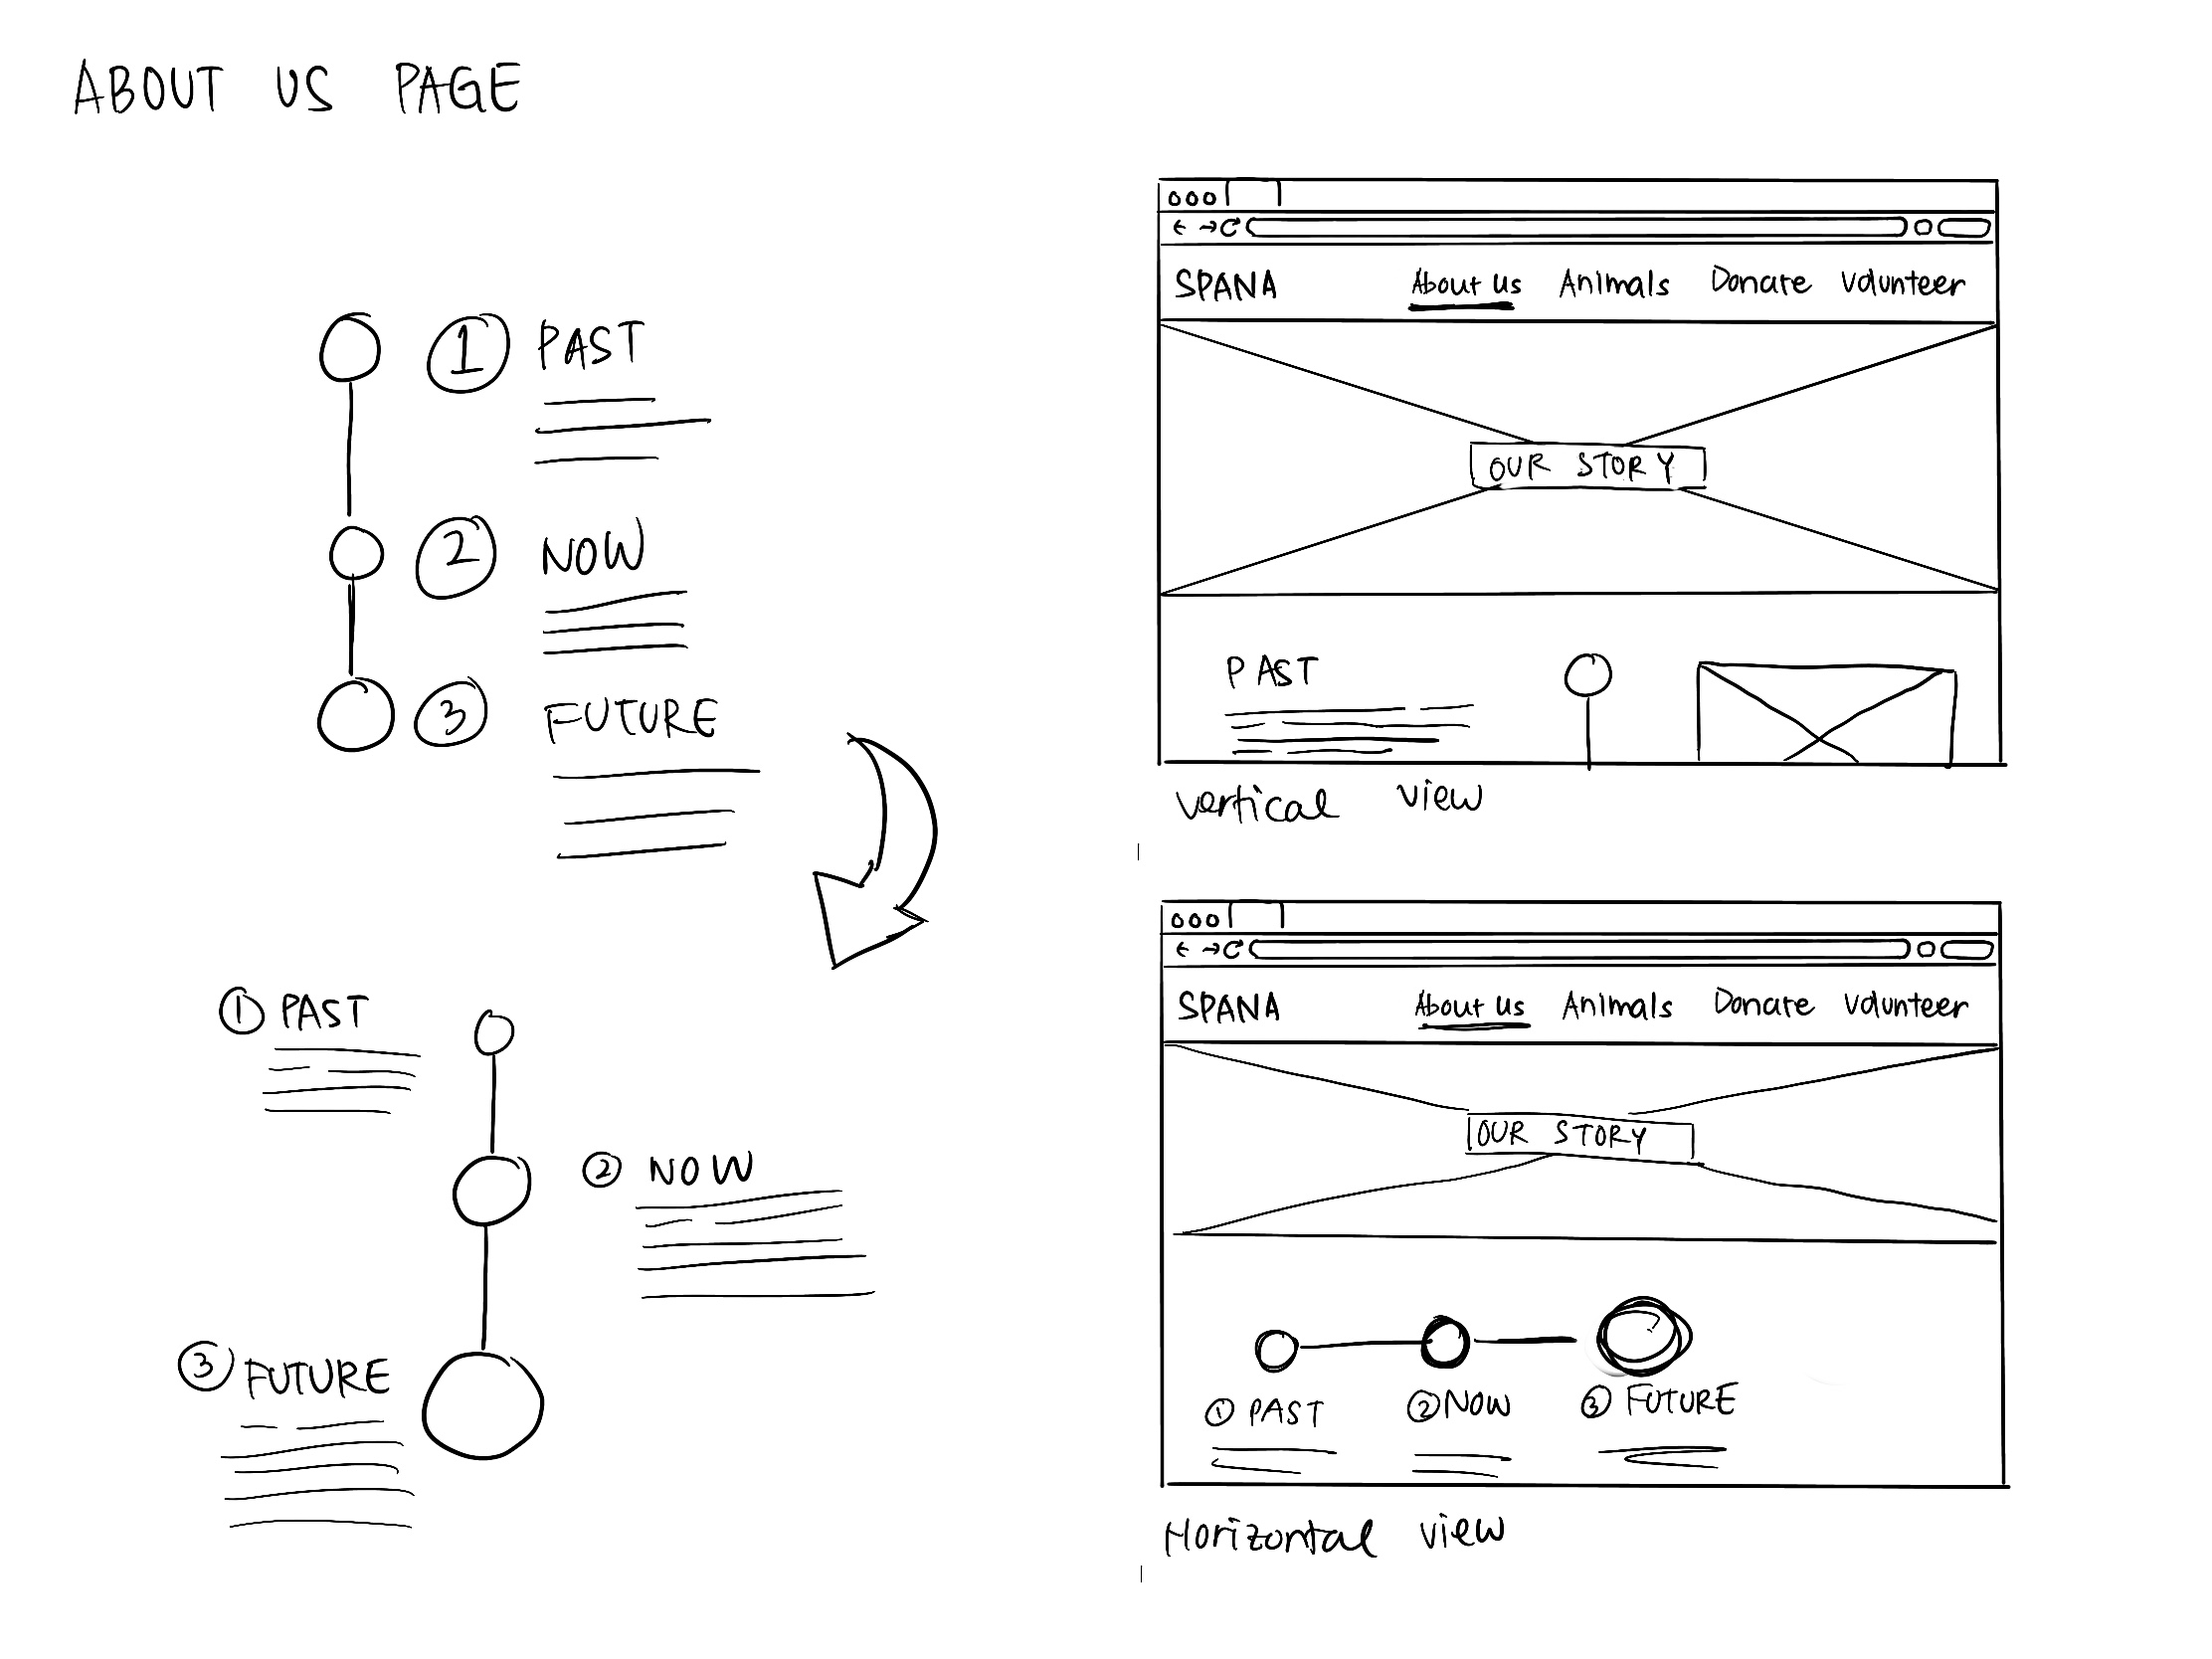 ABOUT US PAGE
1 PAST
2 NOW
3 FUTURE
1 PAST
2 NOW
3 FUTURE
SPANA About Us Animals Donate Volunteer
OUR STORY
PAST
Vertical view
SPANA About Us Animals Donate Volunteer
OUR STORY
1 PAST 2 NOW 3 FUTURE
Horizontal view